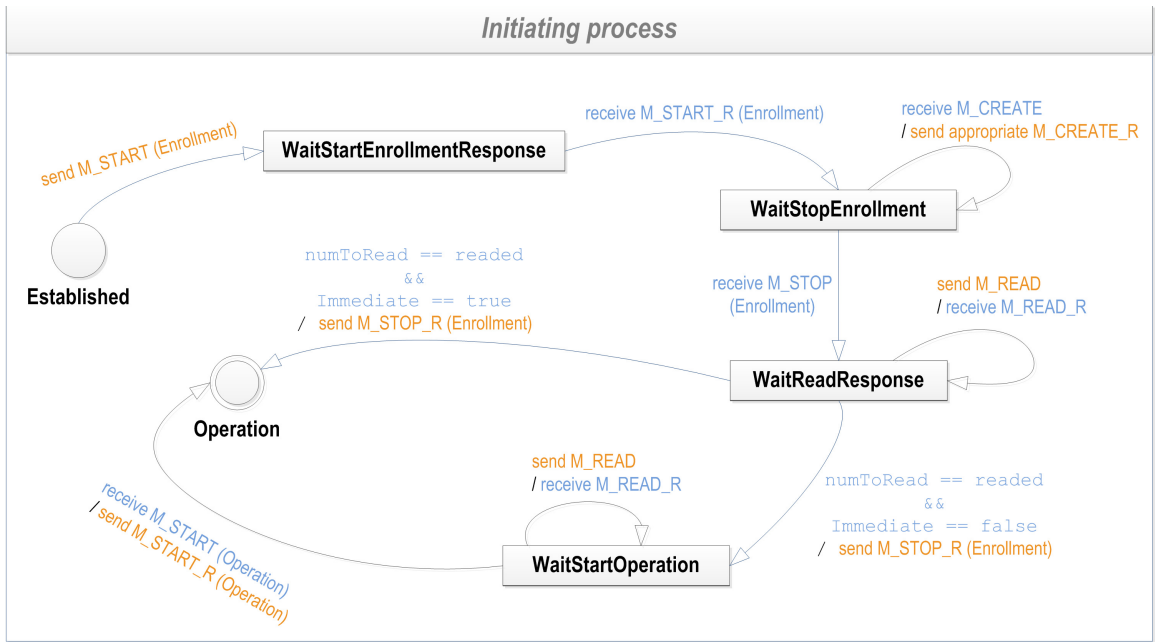 Initiating process
send M_START (Enrollment)
WaitStartEnrollmentResponse
receive M_START_R (Enrollment)
receive M_CREATE
/ send appropriate M_CREATE_R
WaitStopEnrollment
Established
numToRead == readed
&&
Immediate == true
/ send M_STOP_R (Enrollment)
receive M_STOP
(Enrollment)
send M_READ
/ receive M_READ_R
WaitReadResponse
Operation
send M_READ
/ receive M_READ_R
numToRead == readed
&&
Immediate == false
/ send M_STOP_R (Enrollment)
receive M_START (Operation)
/ send M_START_R (Operation)
WaitStartOperation